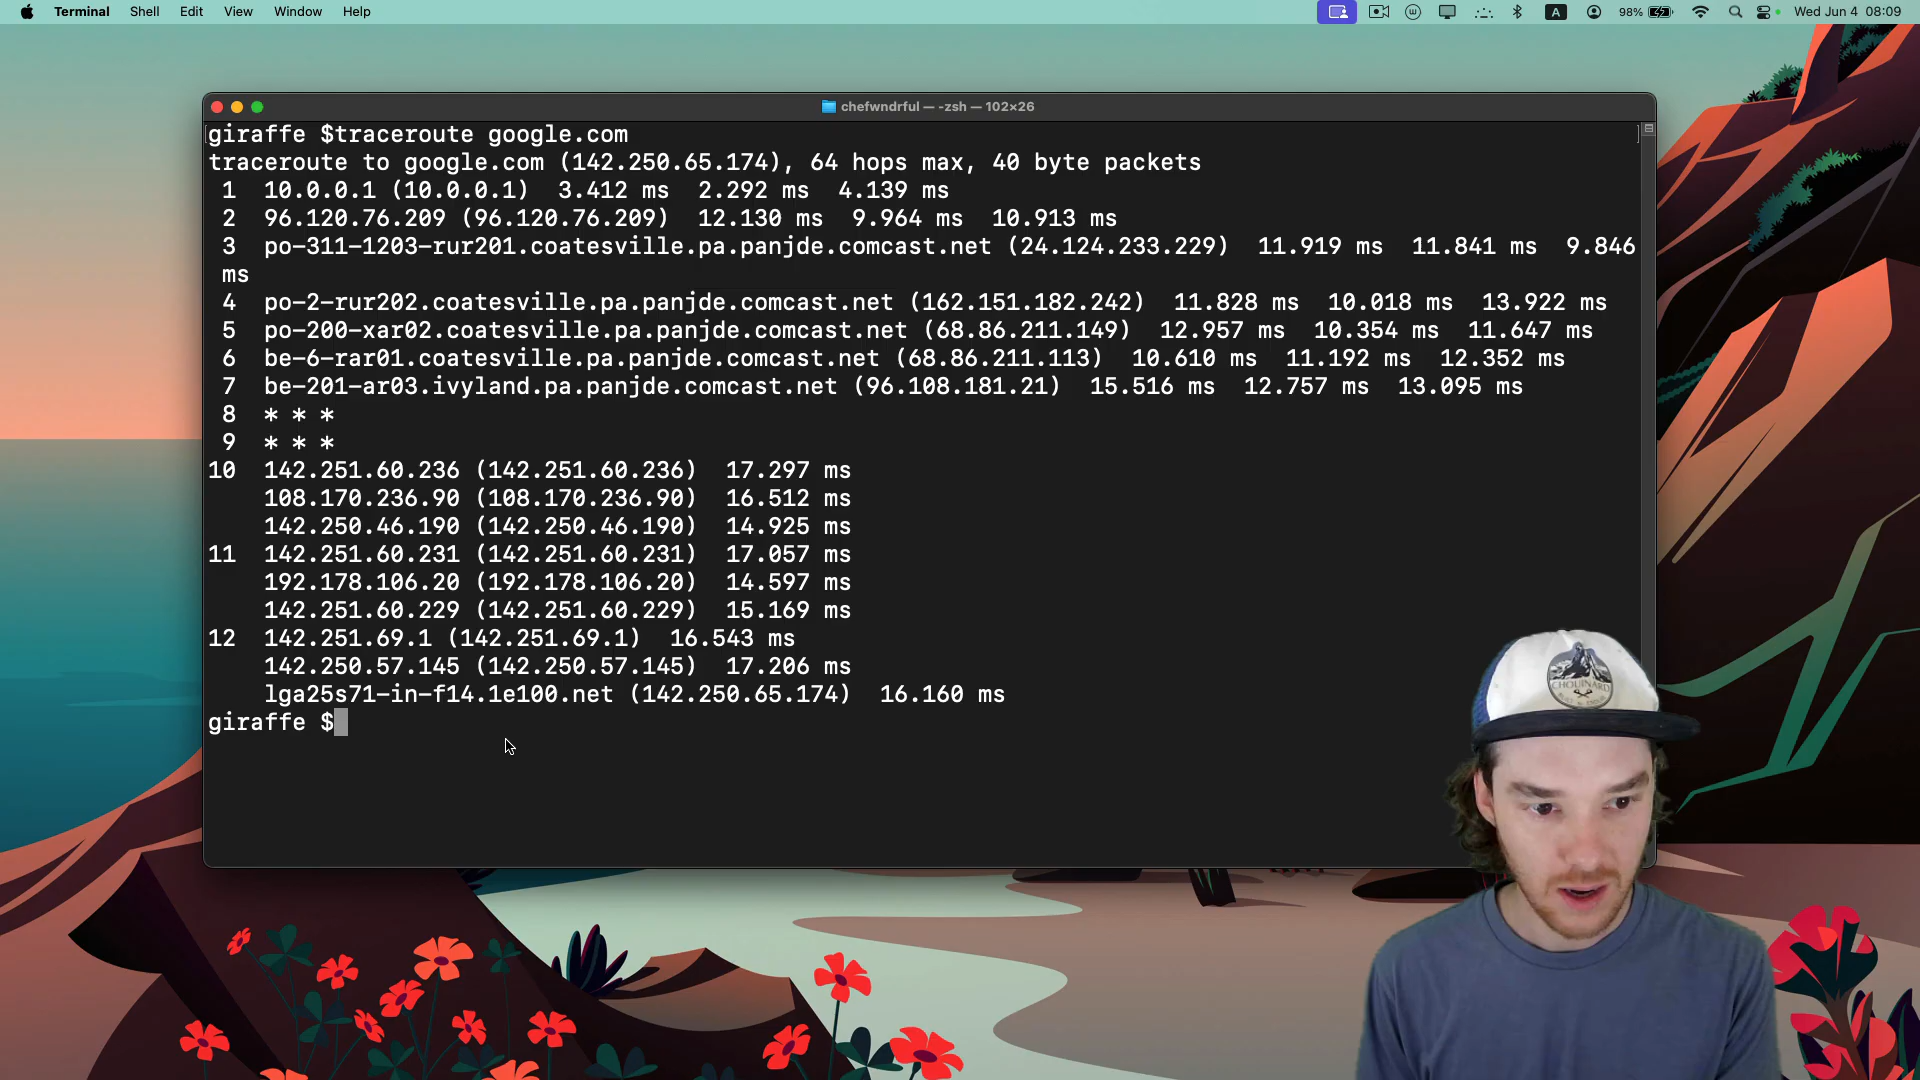 Terminal Shell Edit View Window Help
A 98% Wed Jun 4 08:09
chefwndrful — -zsh — 102×26
giraffe $traceroute google.com
traceroute to google.com (142.250.65.174), 64 hops max, 40 byte packets
1 10.0.0.1 (10.0.0.1) 3.412 ms 2.292 ms 4.139 ms
2 96.120.76.209 (96.120.76.209) 12.130 ms 9.964 ms 10.913 ms
3 po-311-1203-rur201.coatesville.pa.panjde.comcast.net (24.124.233.229) 11.919 ms 11.841 ms 9.846
ms
4 po-2-rur202.coatesville.pa.panjde.comcast.net (162.151.182.242) 11.828 ms 10.018 ms 13.922 ms
5 po-200-xar02.coatesville.pa.panjde.comcast.net (68.86.211.149) 12.957 ms 10.354 ms 11.647 ms
6 be-6-rar01.coatesville.pa.panjde.comcast.net (68.86.211.113) 10.610 ms 11.192 ms 12.352 ms
7 be-201-ar03.ivyland.pa.panjde.comcast.net (96.108.181.21) 15.516 ms 12.757 ms 13.095 ms
8 * * *
9 * * *
10 142.251.60.236 (142.251.60.236) 17.297 ms
108.170.236.90 (108.170.236.90) 16.512 ms
142.250.46.190 (142.250.46.190) 14.925 ms
11 142.251.60.231 (142.251.60.231) 17.057 ms
192.178.106.20 (192.178.106.20) 14.597 ms
142.251.60.229 (142.251.60.229) 15.169 ms
12 142.251.69.1 (142.251.69.1) 16.543 ms
142.250.57.145 (142.250.57.145) 17.206 ms
lga25s71-in-f14.1e100.net (142.250.65.174) 16.160 ms
giraffe $
CHOUINARD